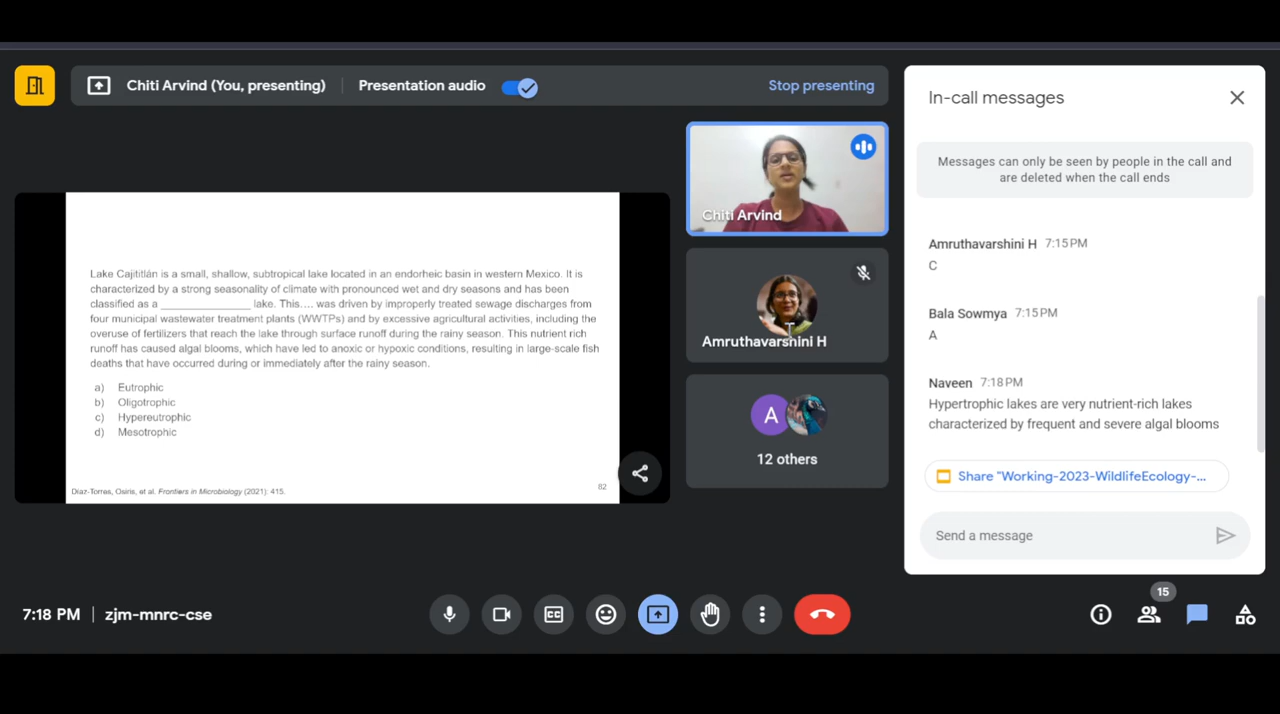 Chiti Arvind (You, presenting)
Presentation audio
Stop presenting
Lake Cajititlán is a small, shallow, subtropical lake located in an endorheic basin in western Mexico. It is
characterized by a strong seasonality of climate with pronounced wet and dry seasons and has been
classified as a ________________ lake. This.... was driven by improperly treated sewage discharges from
four municipal wastewater treatment plants (WWTPs) and by excessive agricultural activities, including the
overuse of fertilizers that reach the lake through surface runoff during the rainy season. This nutrient rich
runoff has caused algal blooms, which have led to anoxic or hypoxic conditions, resulting in large-scale fish
deaths that have occurred during or immediately after the rainy season.
a) Eutrophic
b) Oligotrophic
c) Hypereutrophic
d) Mesotrophic
Díaz-Torres, Osiris, et al. Frontiers in Microbiology (2021): 415.
82
Chiti Arvind
Amruthavarshini H
A
12 others
In-call messages
Messages can only be seen by people in the call and
are deleted when the call ends
Amruthavarshini H 7:15 PM
C
Bala Sowmya 7:15 PM
A
Naveen 7:18 PM
Hypertrophic lakes are very nutrient-rich lakes
characterized by frequent and severe algal blooms
Share "Working-2023-WildlifeEcology-...
Send a message
7:18 PM | zjm-mnrc-cse
CC
15